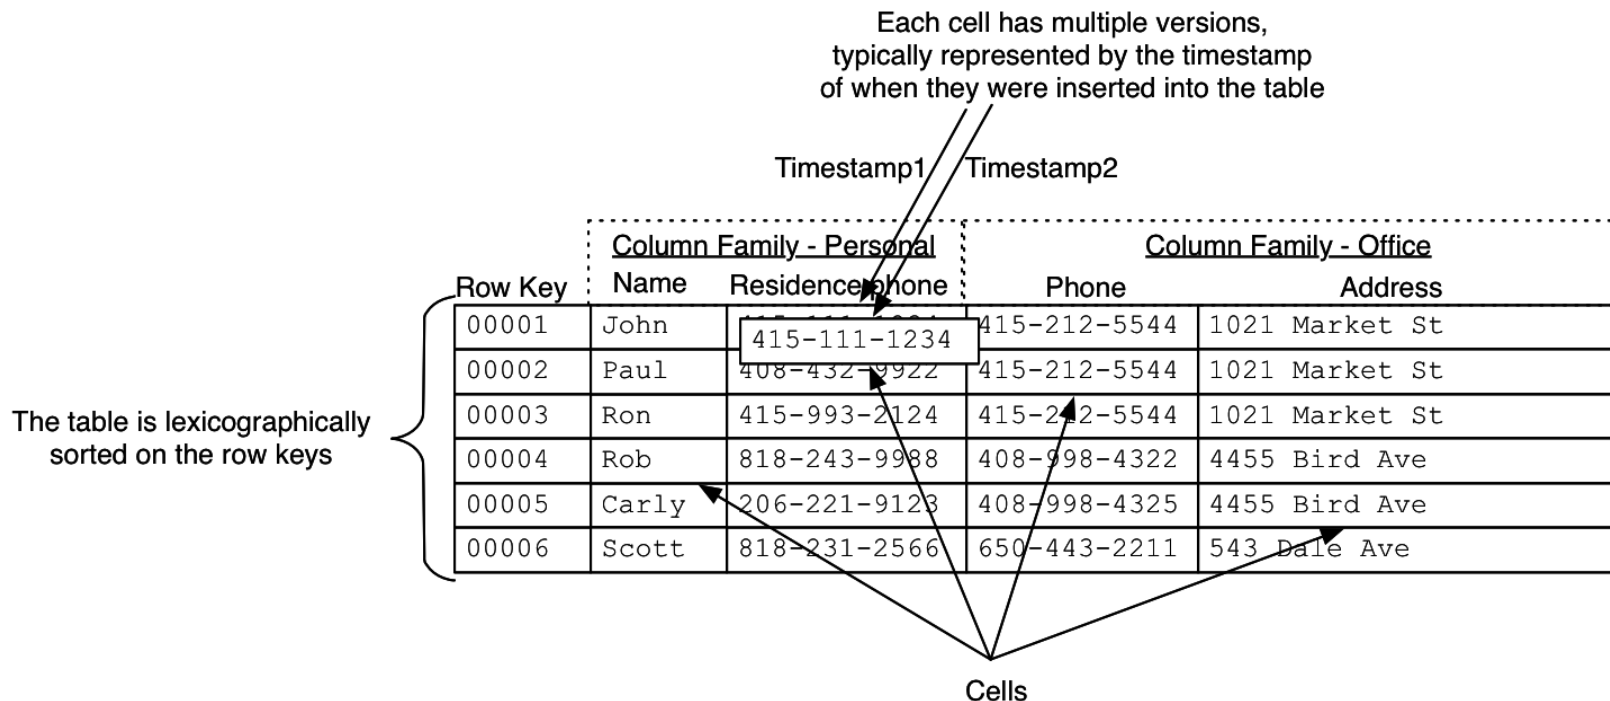 Each cell has multiple versions,
typically represented by the timestamp
of when they were inserted into the table
Timestamp1 Timestamp2
Column Family - Personal Column Family - Office
Row Key Name Residence phone Phone Address
00001 John 415-111-1234 415-212-5544 1021 Market St
00002 Paul 408-432-9922 415-212-5544 1021 Market St
00003 Ron 415-993-2124 415-212-5544 1021 Market St
00004 Rob 818-243-9988 408-998-4322 4455 Bird Ave
00005 Carly 206-221-9123 408-998-4325 4455 Bird Ave
00006 Scott 818-231-2566 650-443-2211 543 Dale Ave
The table is lexicographically
sorted on the row keys
Cells